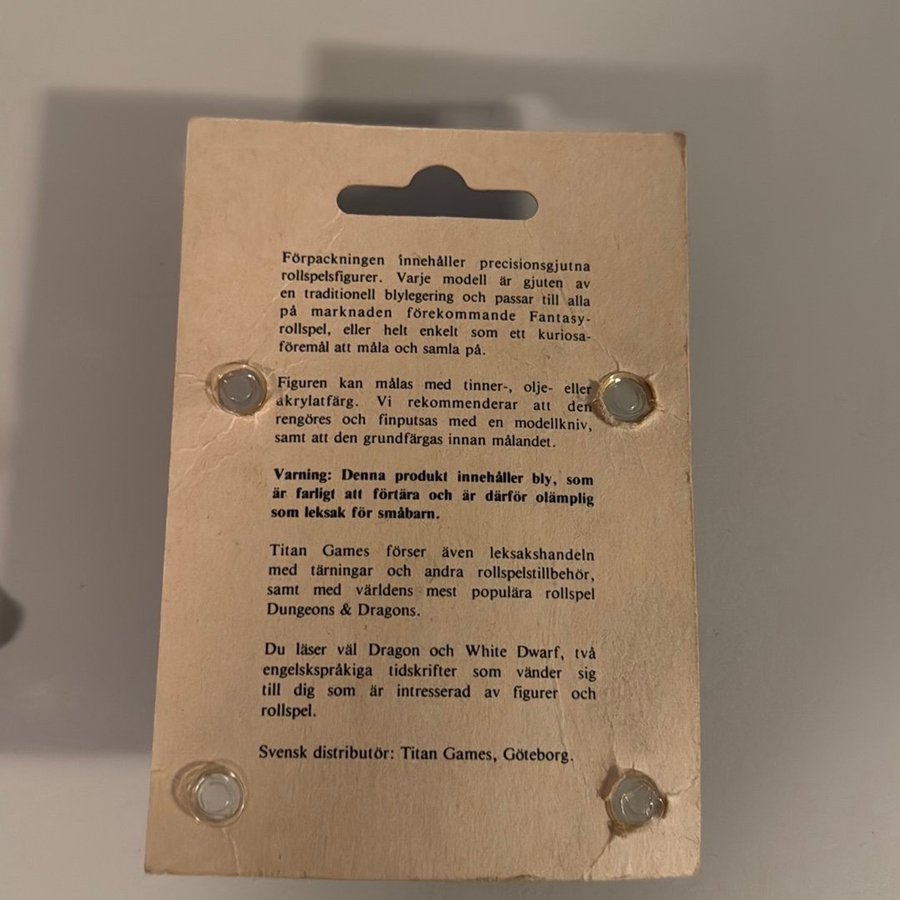 Förpackningen innehåller precisionsgjutna
rollspelsfigurer. Varje modell är gjuten av
en traditionell blylegering och passar till alla
på marknaden förekommande Fantasy-
rollspel, eller helt enkelt som ett kuriosa-
föremål att måla och samla på.
Figuren kan målas med tinner-, olje- eller
akrylatfärg. Vi rekommenderar att den
rengöres och finputsas med en modellkniv,
samt att den grundfärgas innan målandet.
Varning: Denna produkt innehåller bly, som
är farligt att förtära och är därför olämplig
som leksak för småbarn.
Titan Games förser även leksakshandeln
med tärningar och andra rollspelstillbehör,
samt med världens mest populära rollspel
Dungeons & Dragons.
Du läser väl Dragon och White Dwarf, två
engelskspråkiga tidskrifter som vänder sig
till dig som är intresserad av figurer och
rollspel.
Svensk distributör: Titan Games, Göteborg.